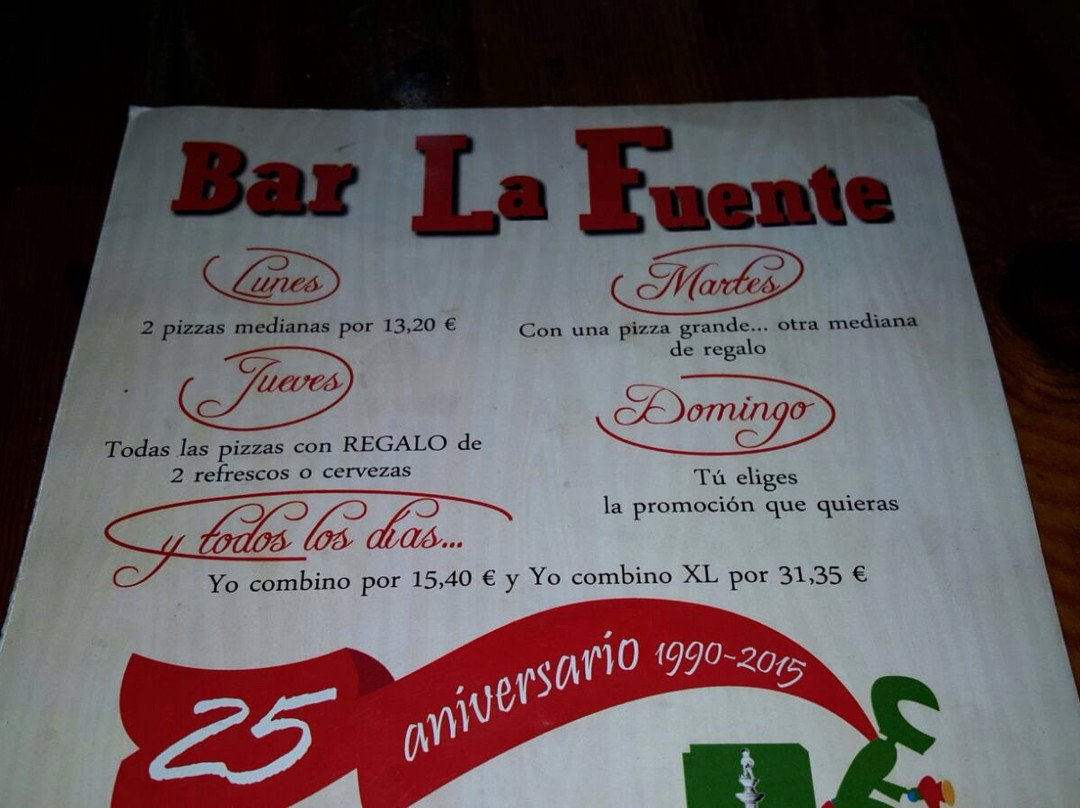 Bar La Fuente
Lunes
2 pizzas medianas por 13,20 €
Martes
Con una pizza grande... otra mediana
de regalo
Jueves
Todas las pizzas con REGALO de
2 refrescos o cervezas
Domingo
Tú eliges
la promoción que quieras
y todos los días...
Yo combino por 15,40 € y Yo combino XL por 31,35 €
25 aniversario 1990-2015